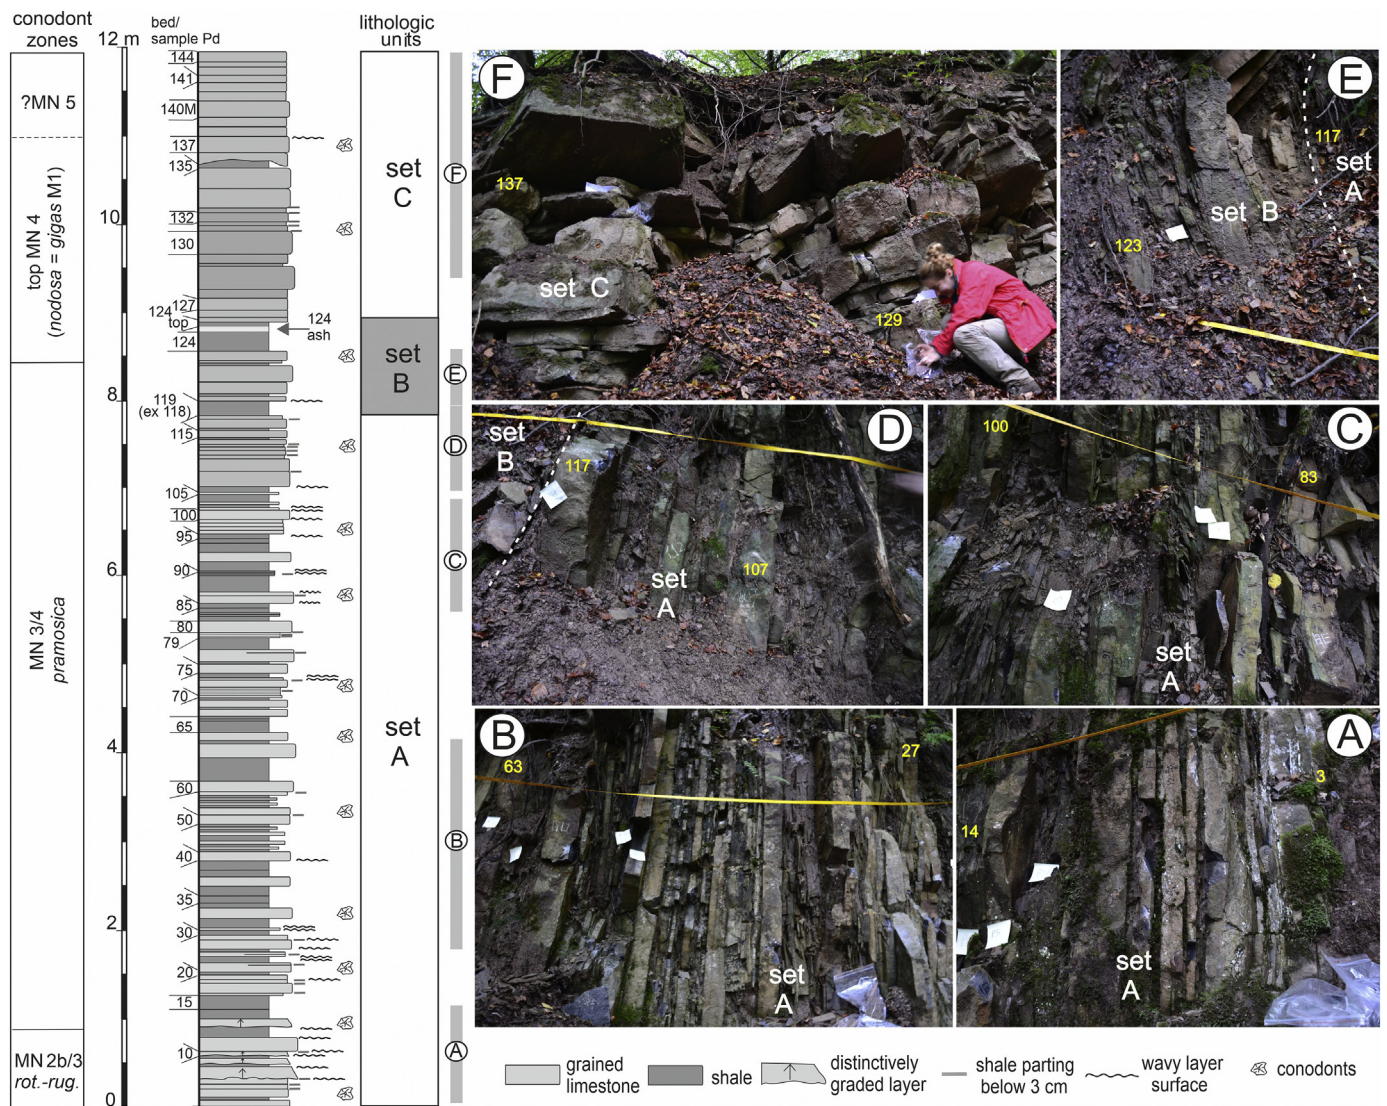 conodont
zones
12 m
bed/
sample Pd
lithologic
units
?MN 5
top MN 4
(nodosa = gigas M1)
MN 3/4
pramosica
MN 2b/3
rot.-rug.
10
8
6
4
2
0
144
141
140M
137
135
132
130
127
124
top
124
124
ash
119
(ex 118)
115
105
100
95
90
85
80
79
75
70
65
60
50
40
35
30
20
15
10
set
C
set
B
set
A
F
E
D
C
B
A
F
137
set C
129
E
117
set
A
set B
123
set
B
117
D
set
A
107
100
C
83
set
A
B
63
27
set
A
A
3
14
set
A
grained
limestone
shale
distinctively
graded layer
shale parting
below 3 cm
wavy layer
surface
conodonts